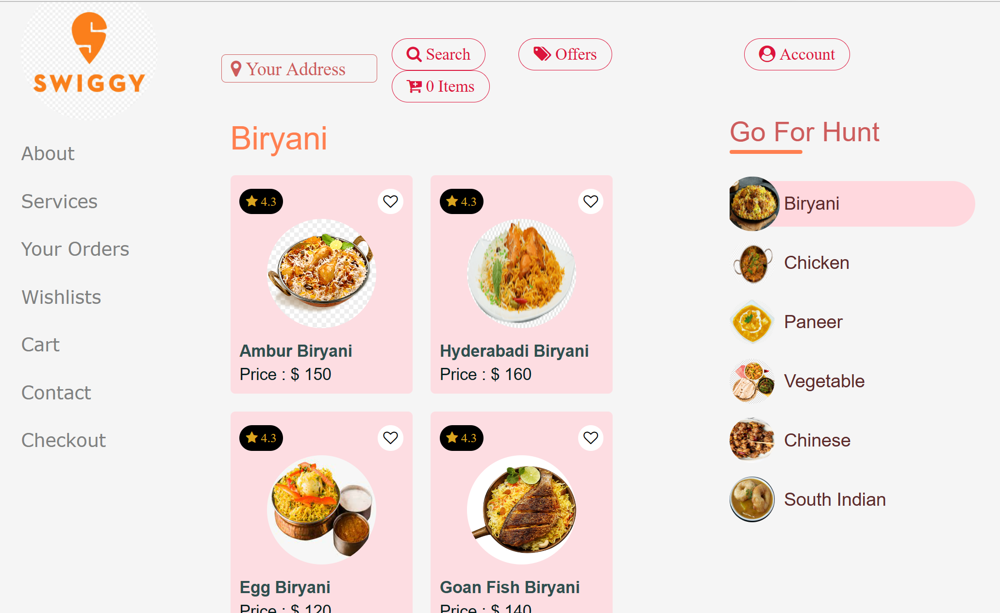 SWIGGY
Your Address
Search
Offers
Account
0 Items
About
Services
Your Orders
Wishlists
Cart
Contact
Checkout
Biryani
4.3
4.3
Ambur Biryani
Price : $ 150
Hyderabadi Biryani
Price : $ 160
4.3
4.3
Egg Biryani
Price : $ 120
Goan Fish Biryani
Price : $ 140
Go For Hunt
Biryani
Chicken
Paneer
Vegetable
Chinese
South Indian